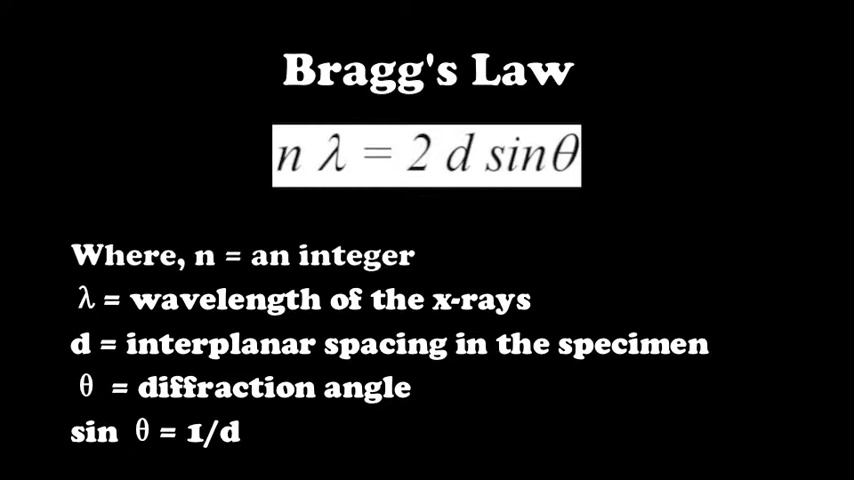 Bragg's Law
n λ = 2 d sinθ
Where, n = an integer
λ = wavelength of the x-rays
d = interplanar spacing in the specimen
θ = diffraction angle
sin θ = 1/d